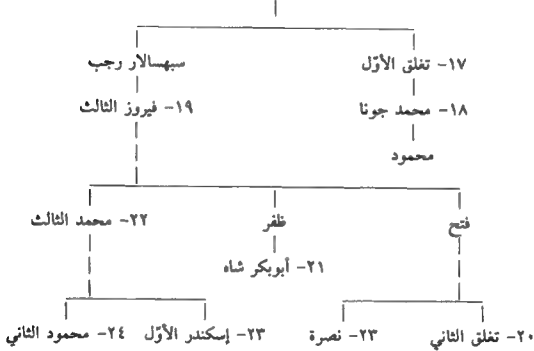 ١٧- تغلق الأوّل
سبهسالار رجب
١٨- محمد جونا
١٩- فيروز الثالث
محمود
فتح
ظفر
٢٢- محمد الثالث
٢١- أبوبكر شاه
٢٠- تغلق الثاني
٢٣- نصرة
٢٣- إسكندر الأوّل
٢٤- محمود الثاني